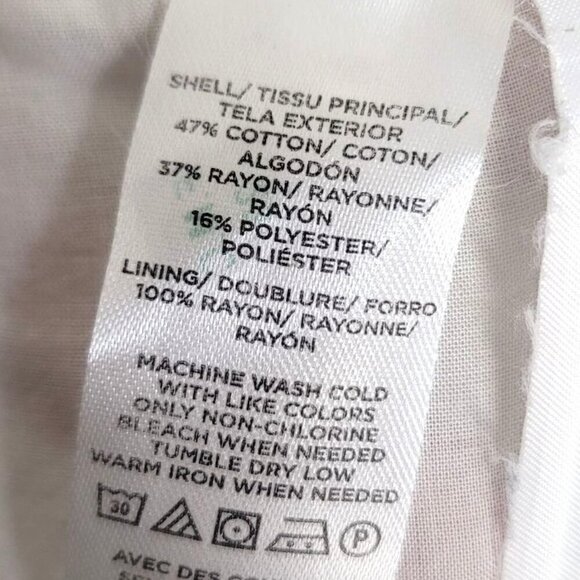 SHELL/ TISSU PRINCIPAL/
TELA EXTERIOR
47% COTTON/ COTON/
ALGODÓN
37% RAYON/ RAYONNE/
RAYÓN
16% POLYESTER/
POLIÉSTER
LINING/ DOUBLURE/ FORRO
100% RAYON/ RAYONNE/
RAYÓN
MACHINE WASH COLD
WITH LIKE COLORS
ONLY NON-CHLORINE
BLEACH WHEN NEEDED
TUMBLE DRY LOW
WARM IRON WHEN NEEDED
30 P
AVEC DES